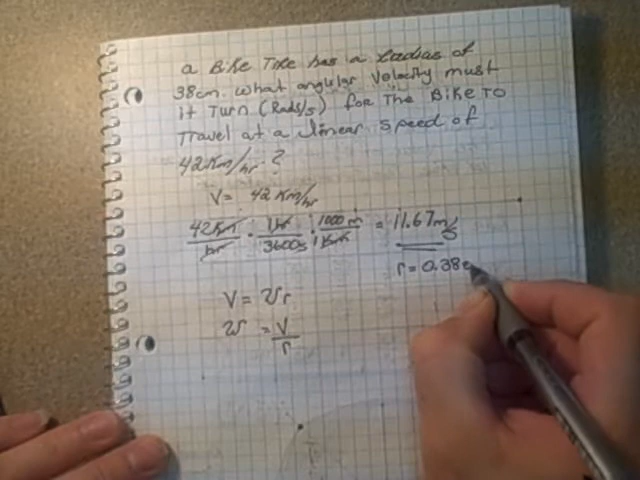 a Bike Tire has a radius of
38cm. What angular Velocity must
it Turn (Rads/s) for The Bike To
Travel at a linear speed of
42Km/hr ?
V= 42 Km/hr
42Km/hr · 1hr/3600s · 1000m/1Km = 11.67m/s
r = 0.38
V = ωr
ω = V/r